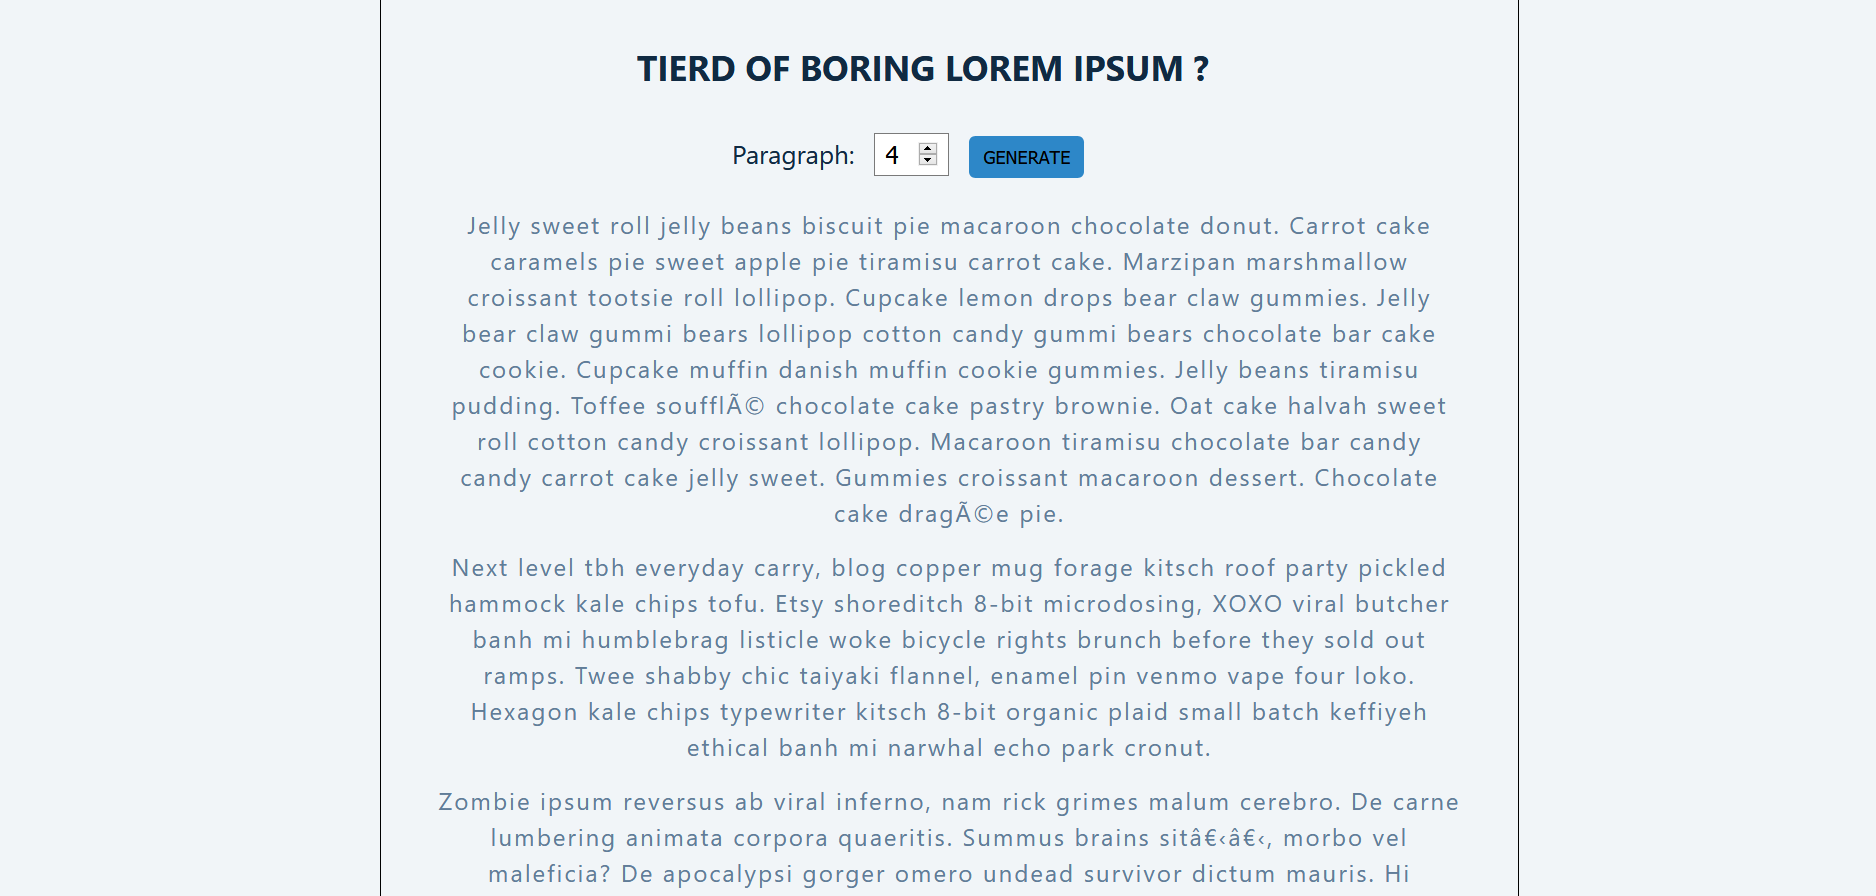 TIERD OF BORING LOREM IPSUM ?
Paragraph: 4 GENERATE
Jelly sweet roll jelly beans biscuit pie macaroon chocolate donut. Carrot cake
caramels pie sweet apple pie tiramisu carrot cake. Marzipan marshmallow
croissant tootsie roll lollipop. Cupcake lemon drops bear claw gummies. Jelly
bear claw gummi bears lollipop cotton candy gummi bears chocolate bar cake
cookie. Cupcake muffin danish muffin cookie gummies. Jelly beans tiramisu
pudding. Toffee soufflÃ© chocolate cake pastry brownie. Oat cake halvah sweet
roll cotton candy croissant lollipop. Macaroon tiramisu chocolate bar candy
candy carrot cake jelly sweet. Gummies croissant macaroon dessert. Chocolate
cake dragÃ©e pie.
Next level tbh everyday carry, blog copper mug forage kitsch roof party pickled
hammock kale chips tofu. Etsy shoreditch 8-bit microdosing, XOXO viral butcher
banh mi humblebrag listicle woke bicycle rights brunch before they sold out
ramps. Twee shabby chic taiyaki flannel, enamel pin venmo vape four loko.
Hexagon kale chips typewriter kitsch 8-bit organic plaid small batch keffiyeh
ethical banh mi narwhal echo park cronut.
Zombie ipsum reversus ab viral inferno, nam rick grimes malum cerebro. De carne
lumbering animata corpora quaeritis. Summus brains sitâ€‹â€‹, morbo vel
maleficia? De apocalypsi gorger omero undead survivor dictum mauris. Hi